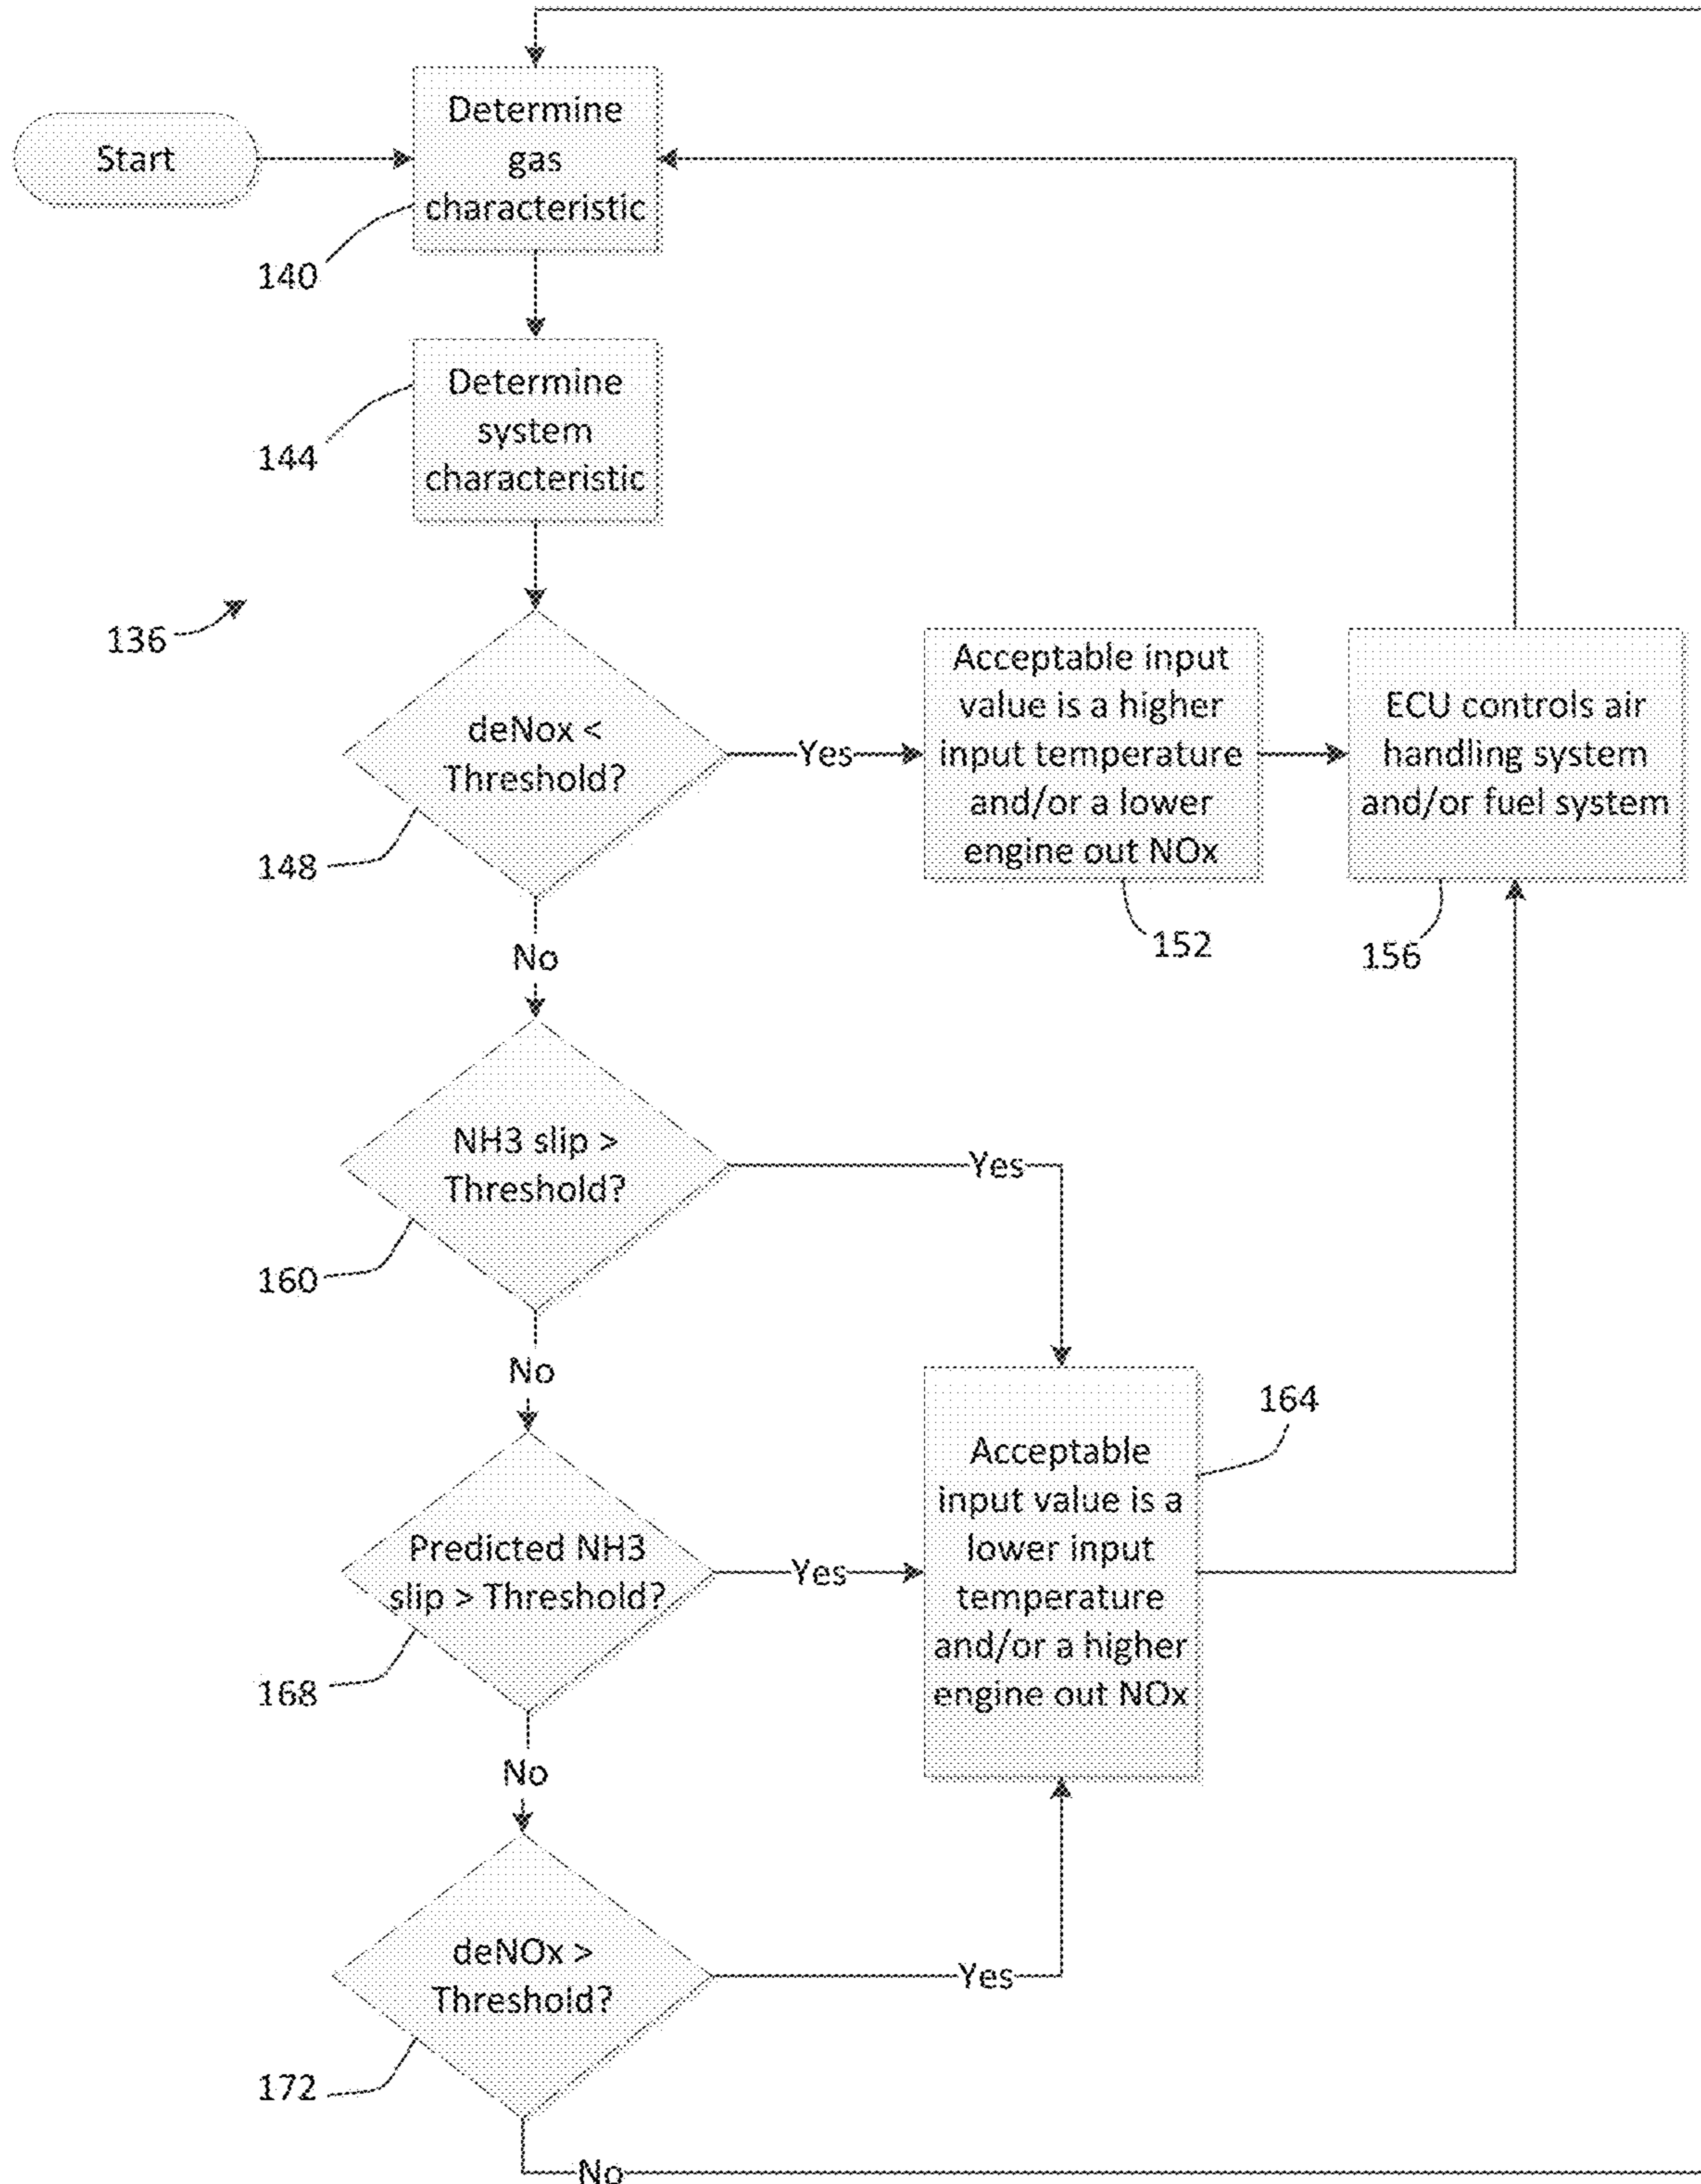 Start
Determine
gas
characteristic
140
Determine
system
characteristic
144
136
deNox <
Threshold?
148
Yes
Acceptable input
value is a higher
input temperature
and/or a lower
engine out NOx
152
ECU controls air
handling system
and/or fuel system
156
No
NH3 slip >
Threshold?
160
Yes
No
Predicted NH3
slip > Threshold?
168
Yes
Acceptable
input value is a
lower input
temperature
and/or a higher
engine out NOx
164
No
deNOx >
Threshold?
172
Yes
No